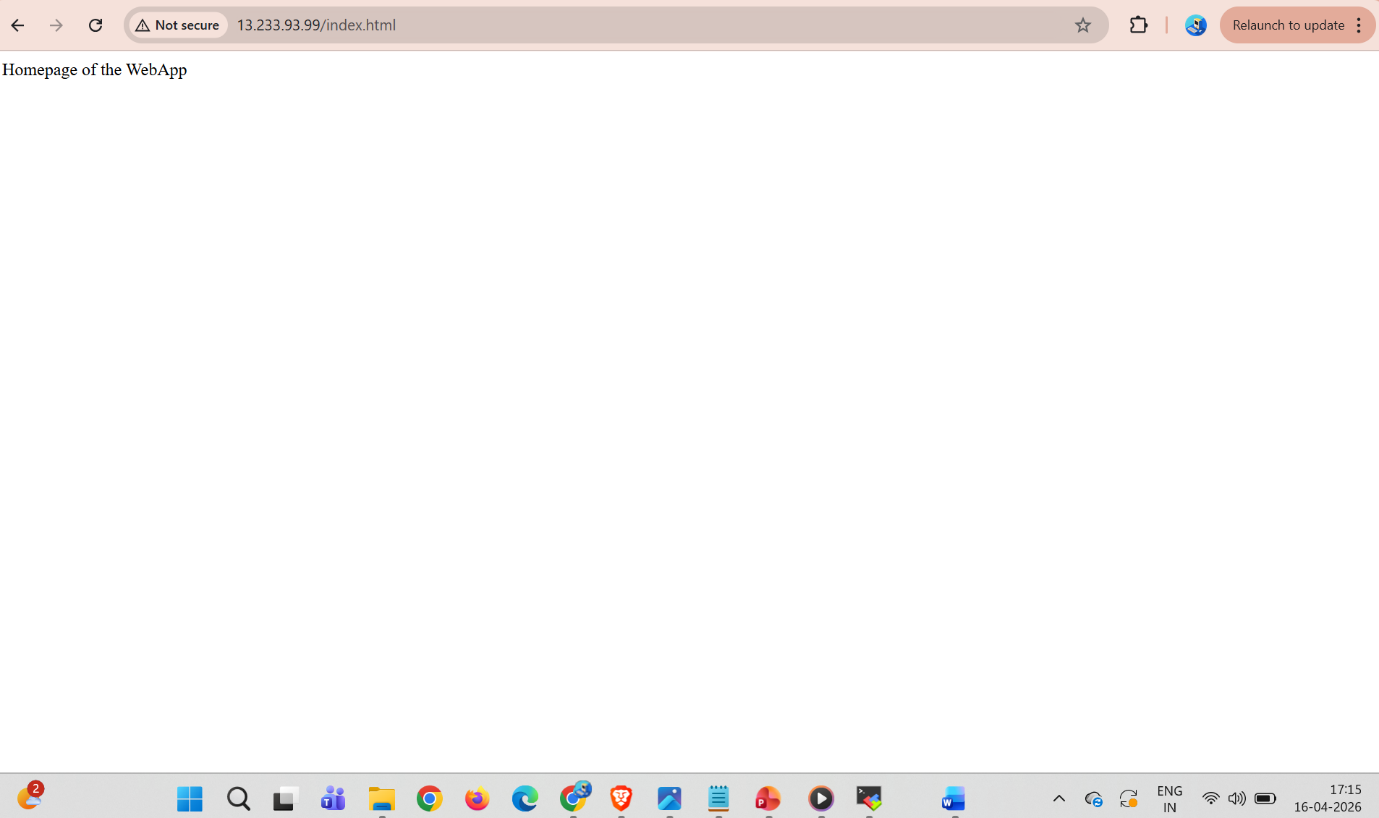 Not secure 13.233.93.99/index.html Relaunch to update
Homepage of the WebApp
2
T
P
W
ENG
IN
17:15
16-04-2026